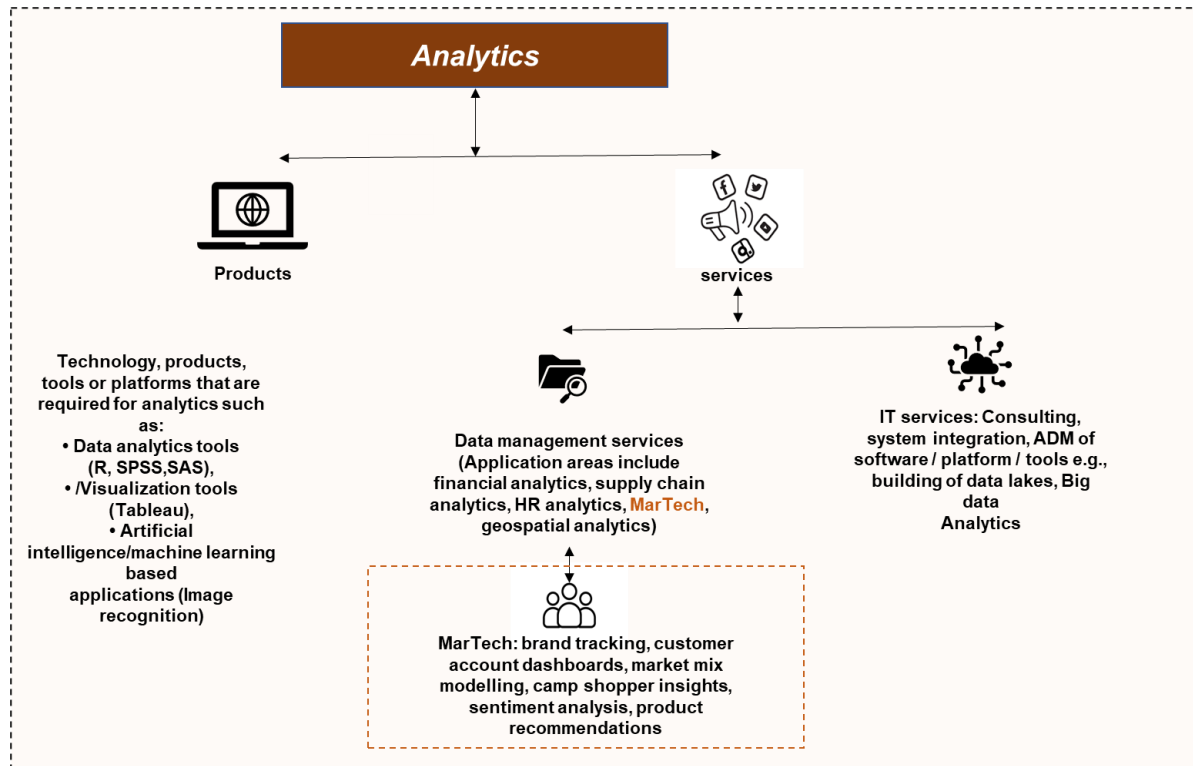 Analytics
Products
services
Technology, products,
tools or platforms that are
required for analytics such
as:
• Data analytics tools
(R, SPSS,SAS),
• /Visualization tools
(Tableau),
• Artificial
intelligence/machine learning
based
applications (Image
recognition)
Data management services
(Application areas include
financial analytics, supply chain
analytics, HR analytics, MarTech,
geospatial analytics)
IT services: Consulting,
system integration, ADM of
software / platform / tools e.g.,
building of data lakes, Big
data
Analytics
MarTech: brand tracking, customer
account dashboards, market mix
modelling, camp shopper insights,
sentiment analysis, product
recommendations